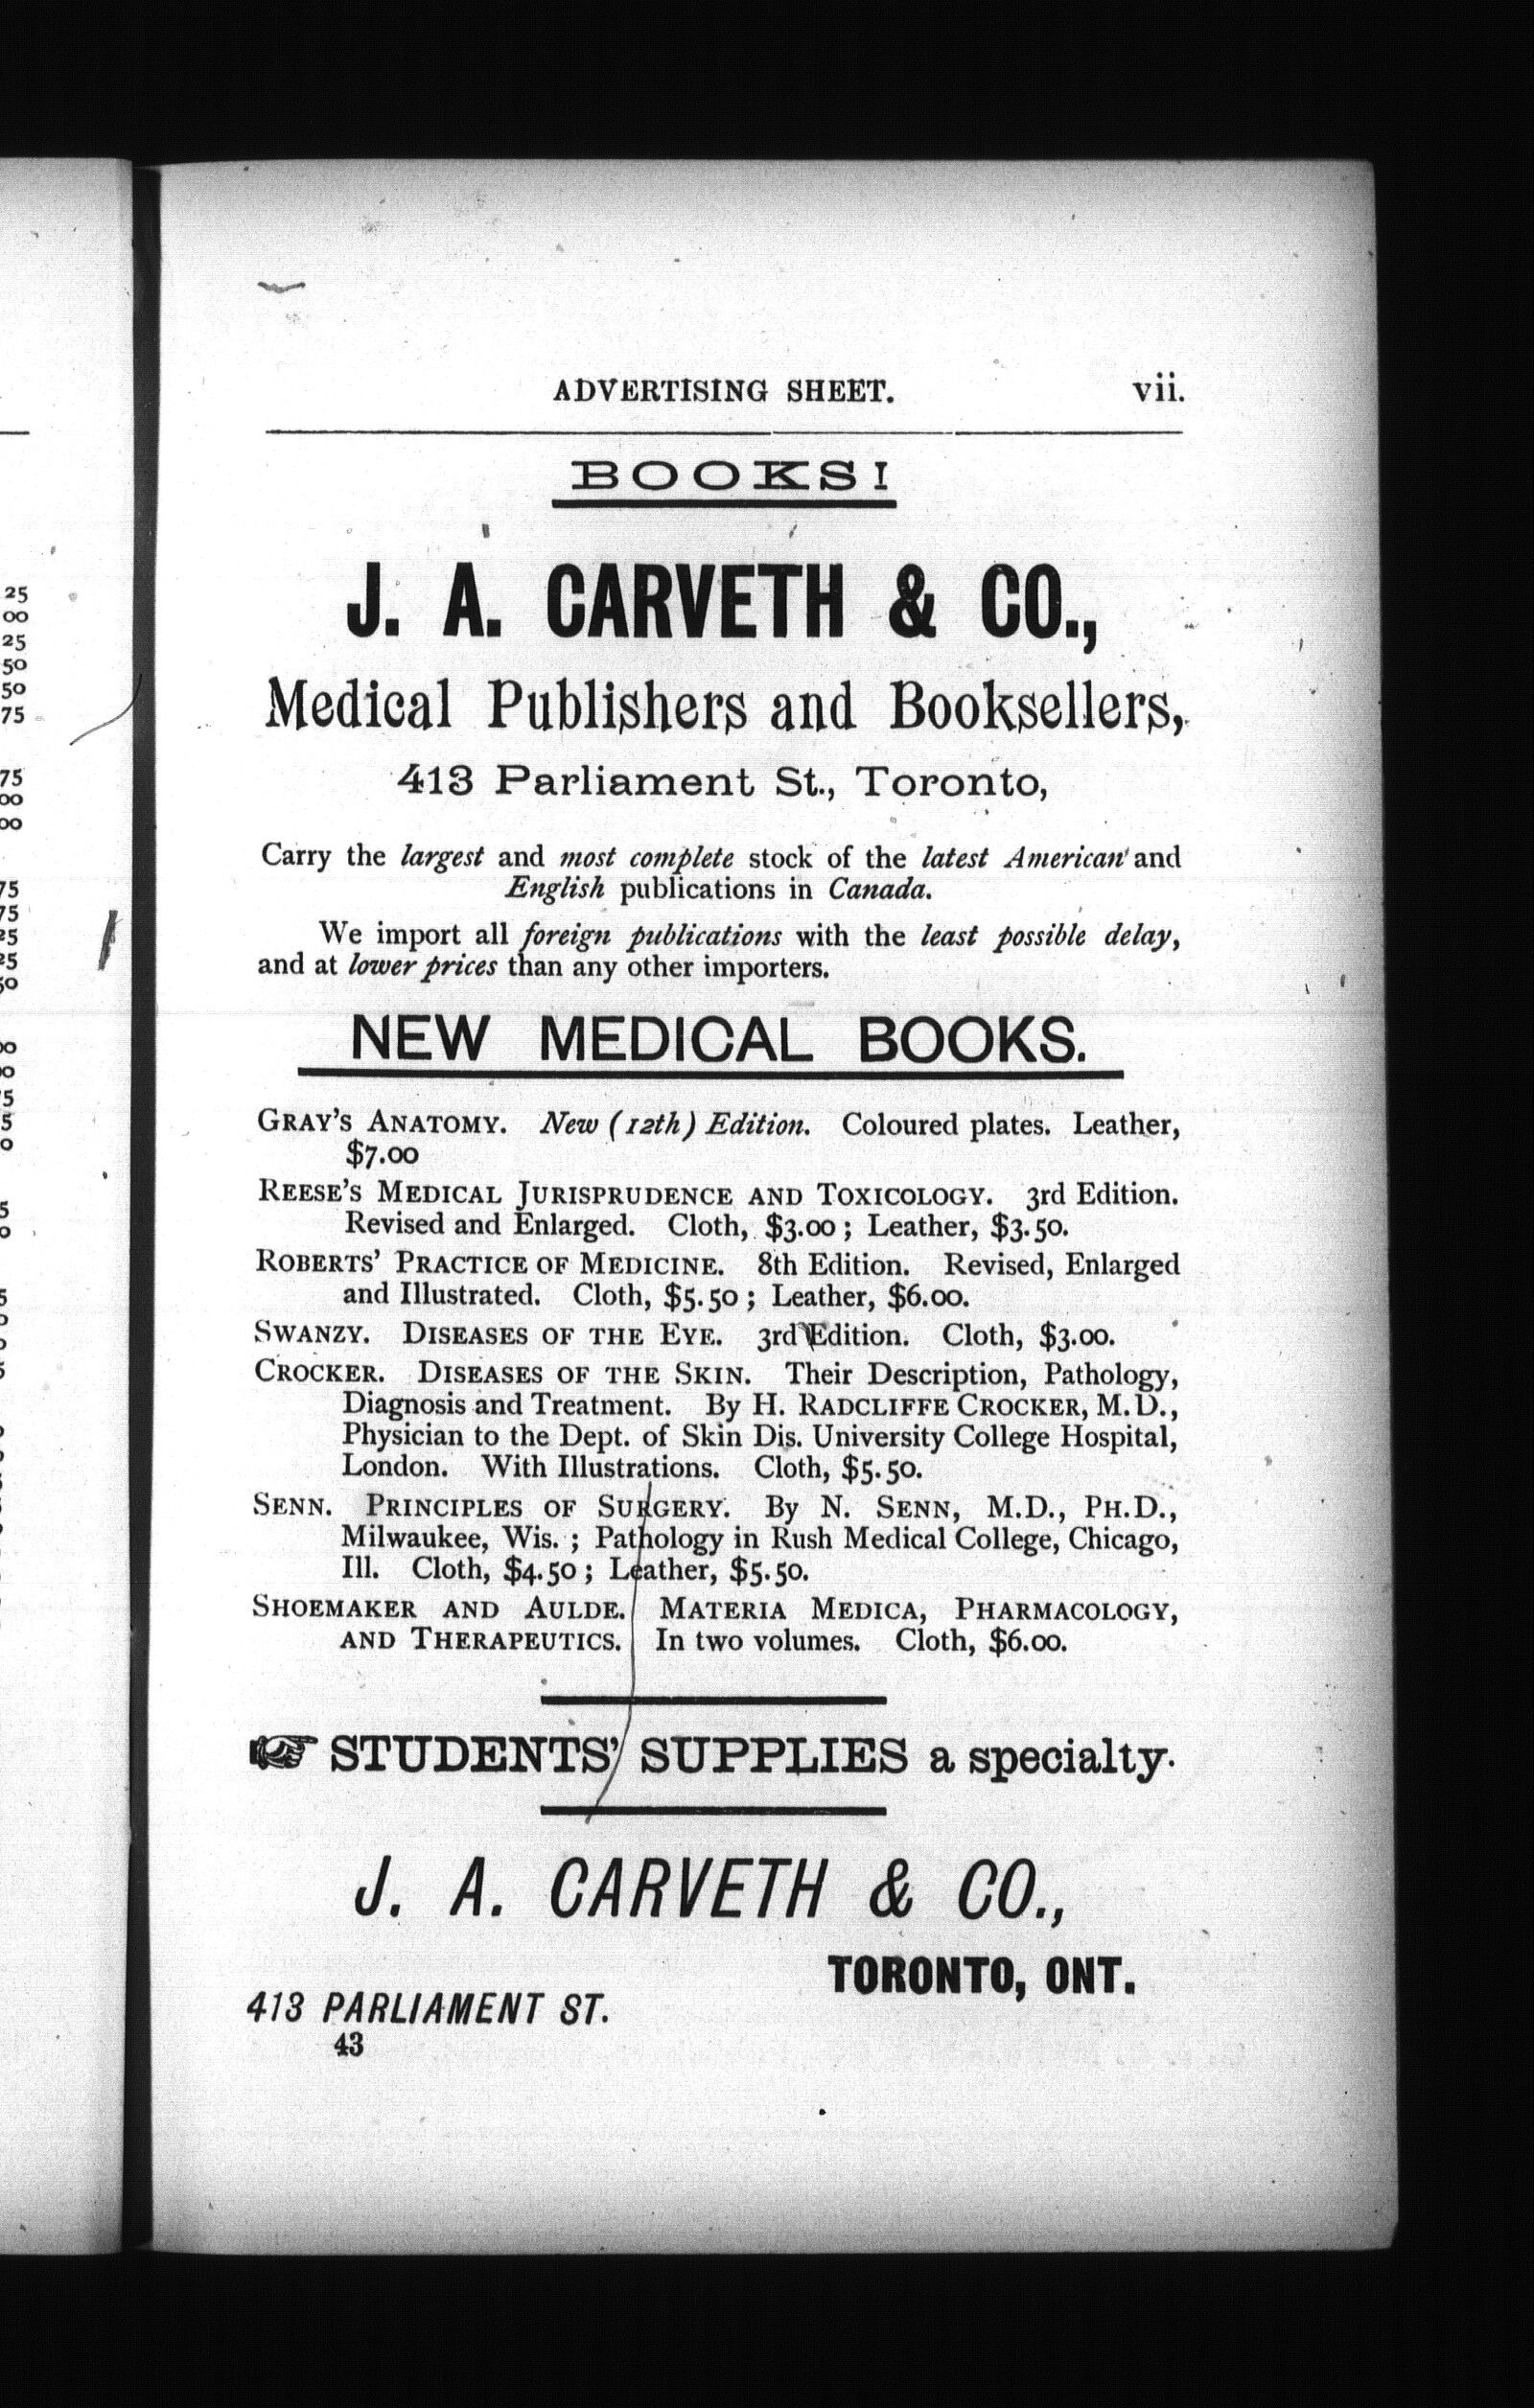 ADVERTISING SHEET. vii.
BOOKS!
J. A. CARVETH & CO.,
Medical Publishers and Booksellers,
413 Parliament St., Toronto,
Carry the largest and most complete stock of the latest American and
English publications in Canada.
We import all foreign publications with the least possible delay,
and at lower prices than any other importers.
NEW MEDICAL BOOKS.
GRAY'S ANATOMY. New (12th) Edition. Coloured plates. Leather,
$7.00
REESE'S MEDICAL JURISPRUDENCE AND TOXICOLOGY. 3rd Edition.
Revised and Enlarged. Cloth, $3.00; Leather, $3.50.
ROBERTS' PRACTICE OF MEDICINE. 8th Edition. Revised, Enlarged
and Illustrated. Cloth, $5.50; Leather, $6.00.
SWANZY. DISEASES OF THE EYE. 3rd Edition. Cloth, $3.00.
CROCKER. DISEASES OF THE SKIN. Their Description, Pathology,
Diagnosis and Treatment. By H. RADCLIFFE CROCKER, M.D.,
Physician to the Dept. of Skin Dis. University College Hospital,
London. With Illustrations. Cloth, $5.50.
SENN. PRINCIPLES OF SURGERY. By N. SENN, M.D., PH.D.,
Milwaukee, Wis.; Pathology in Rush Medical College, Chicago,
Ill. Cloth, $4.50; Leather, $5.50.
SHOEMAKER AND AULDE. MATERIA MEDICA, PHARMACOLOGY,
AND THERAPEUTICS. In two volumes. Cloth, $6.00.
☞ STUDENTS' SUPPLIES a specialty.
J. A. CARVETH & CO.,
TORONTO, ONT.
413 PARLIAMENT ST.
43